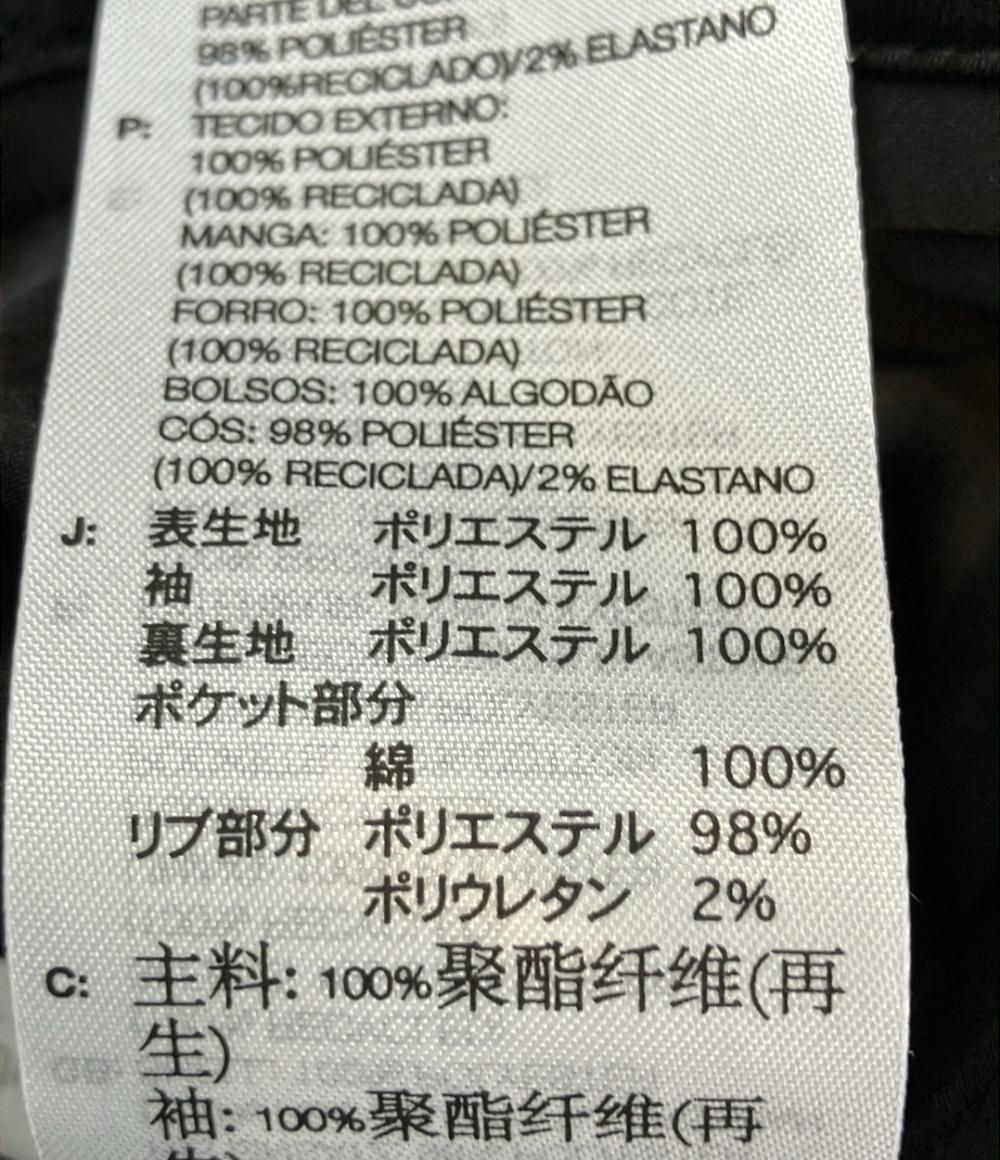 PARTE DEL
98% POLIÉSTER
(100%RECICLADO)/2% ELASTANO
P: TECIDO EXTERNO:
100% POLIÉSTER
(100% RECICLADA)
MANGA: 100% POLIÉSTER
(100% RECICLADA)
FORRO: 100% POLIÉSTER
(100% RECICLADA)
BOLSOS: 100% ALGODÃO
CÓS: 98% POLIÉSTER
(100% RECICLADA)/2% ELASTANO
J: 表生地 ポリエステル 100%
袖 ポリエステル 100%
裏生地 ポリエステル 100%
ポケット部分
綿 100%
リブ部分 ポリエステル 98%
ポリウレタン 2%
C: 主料: 100%聚酯纤维(再
生)
袖: 100%聚酯纤维(再